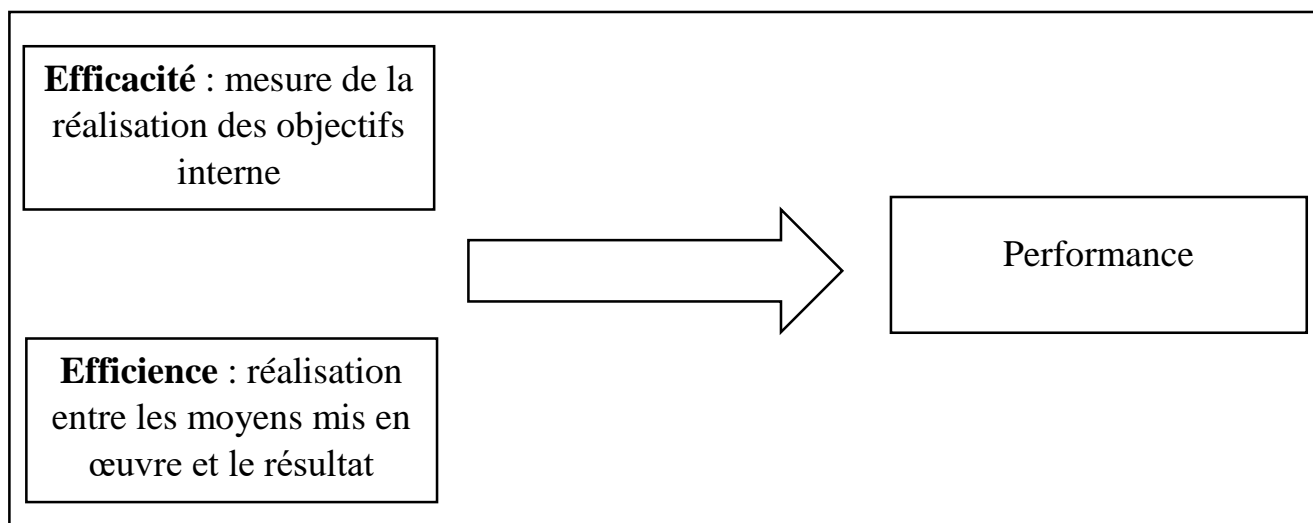 Efficacité : mesure de la
réalisation des objectifs
interne
Performance
Efficience : réalisation
entre les moyens mis en
œuvre et le résultat